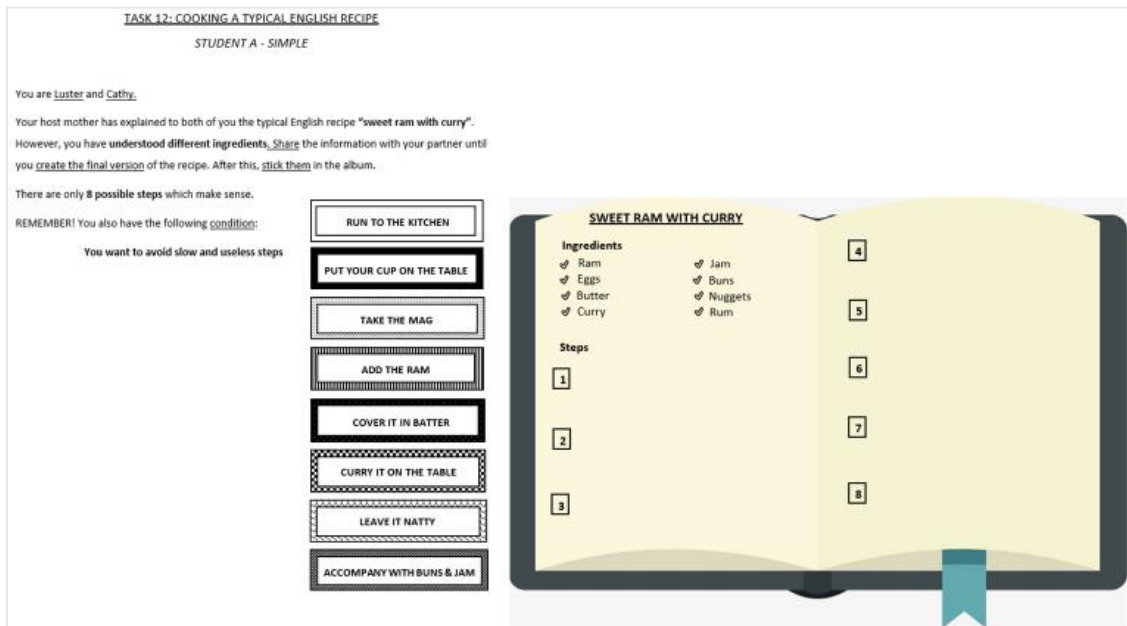 TASK 12: COOKING A TYPICAL ENGLISH RECIPE
STUDENT A - SIMPLE
You are Luster and Cathy.
Your host mother has explained to both of you the typical English recipe “sweet ram with curry”.
However, you have understood different ingredients. Share the information with your partner until
you create the final version of the recipe. After this, stick them in the album.
There are only 8 possible steps which make sense.
REMEMBER! You also have the following condition:
You want to avoid slow and useless steps
RUN TO THE KITCHEN
PUT YOUR CUP ON THE TABLE
TAKE THE MAG
ADD THE RAM
COVER IT IN BATTER
CURRY IT ON THE TABLE
LEAVE IT NATTY
ACCOMPANY WITH BUNS & JAM
SWEET RAM WITH CURRY
Ingredients
Ram
Eggs
Butter
Curry
Jam
Buns
Nuggets
Rum
Steps
1
2
3
4
5
6
7
8